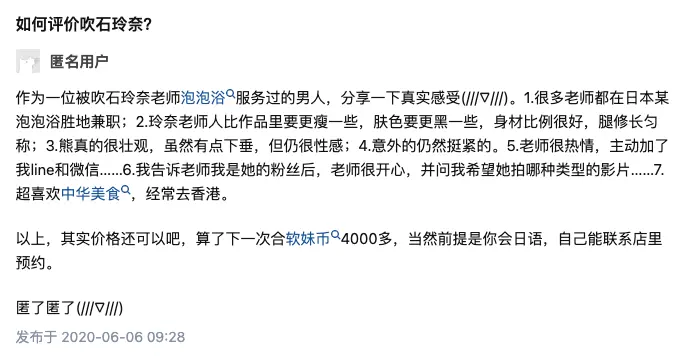 如何评价吹石玲奈?
匿名用户
作为一位被吹石玲奈老师泡泡浴服务过的男人，分享一下真实感受(///∇///)。1.很多老师都在日本某
泡泡浴胜地兼职；2.玲奈老师人比作品里要更瘦一些，肤色要更黑一些，身材比例很好，腿修长匀
称；3.熊真的很壮观，虽然有点下垂，但仍很性感；4.意外的仍然挺紧的。5.老师很热情，主动加了
我line和微信......6.我告诉老师我是她的粉丝后，老师很开心，并问我希望她拍哪种类型的影片......7.
超喜欢中华美食，经常去香港。
以上，其实价格还可以吧，算了下一次合软妹币4000多，当然前提是你会日语，自己能联系店里
预约。
匿了匿了(///∇///)
发布于 2020-06-06 09:28